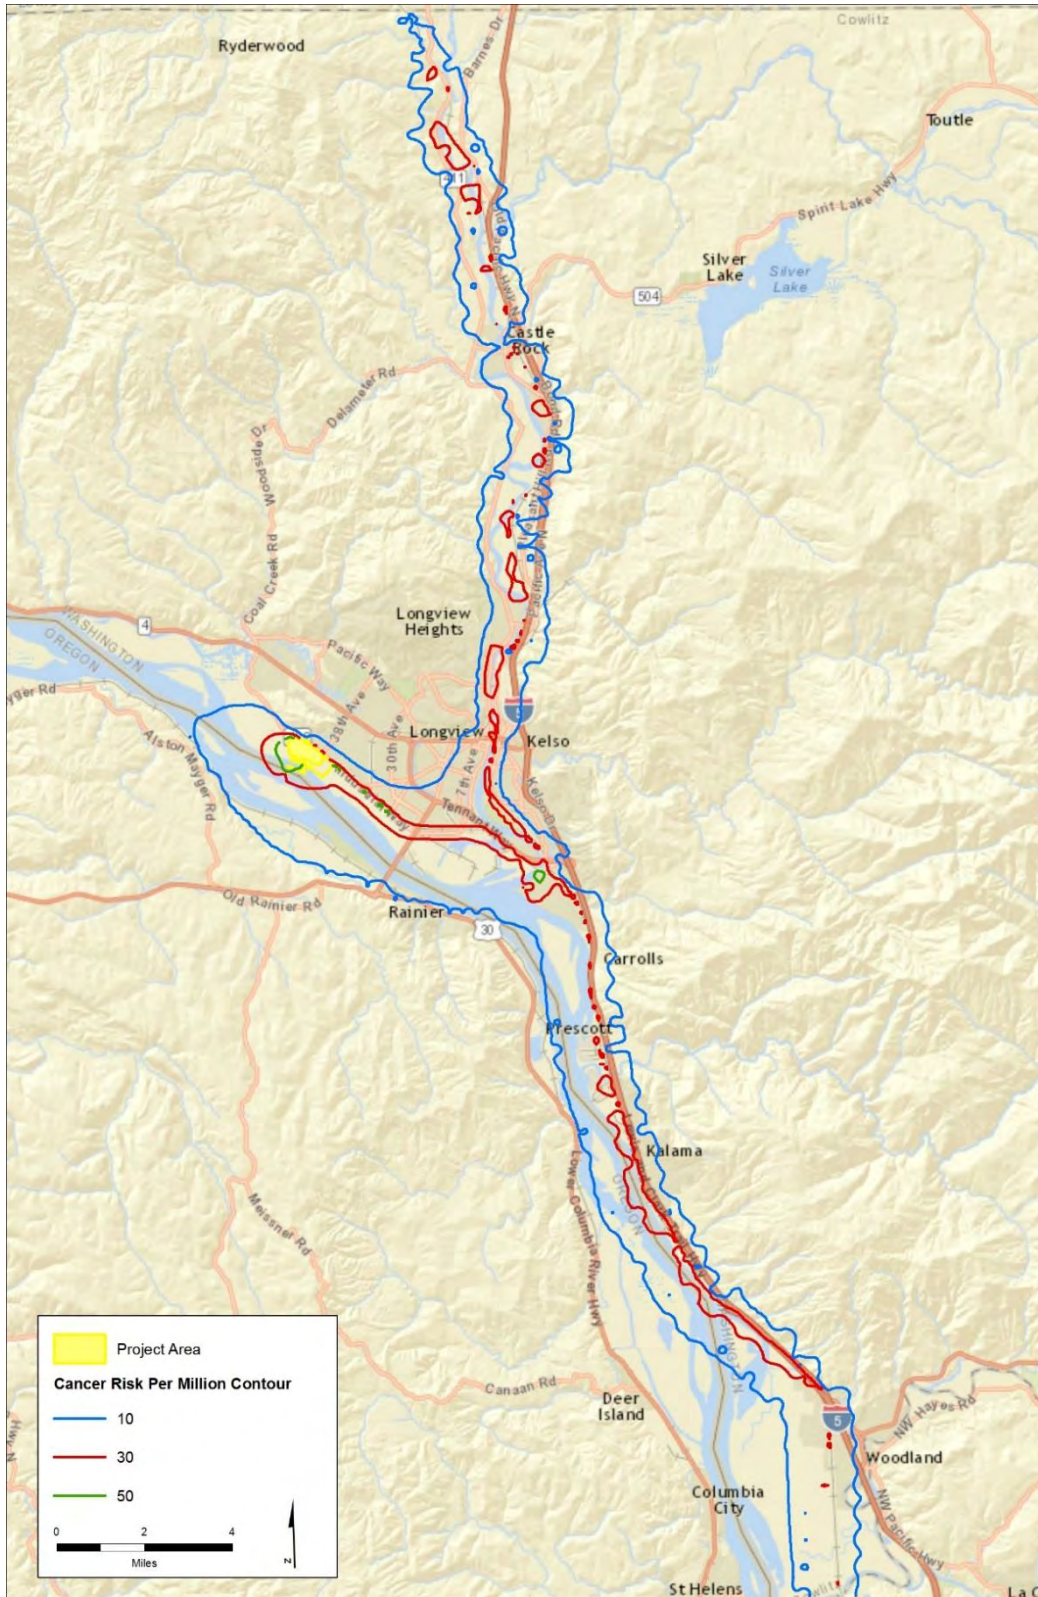 Cowlitz
Ryderwood
Barnes Dr
Toutle
411
Spirit Lake Hwy
Silver
Lake
Silver
Lake
504
Castle
Rock
Delameter Rd
Woodside Dr
Coal Creek Rd
Pacific Ave N
Longview
Heights
WASHINGTON
OREGON
4
Pacific Way
38th Ave
30th Ave
Longview
7th Ave
5
Kelso
Kelso Dr
Alston Mayger Rd
Tennant Way
Old Rainier Rd
Rainier
30
Carrolls
Prescott
Kalama
OREGON
Meissner Rd
Lower Columbia River Hwy
Canaan Rd
Deer
Island
5
NW Hayes Rd
Woodland
Columbia
City
NW Pacific Hwy
St Helens
Hwy N
Project Area
Cancer Risk Per Million Contour
10
30
50
0
2
4
Miles
N